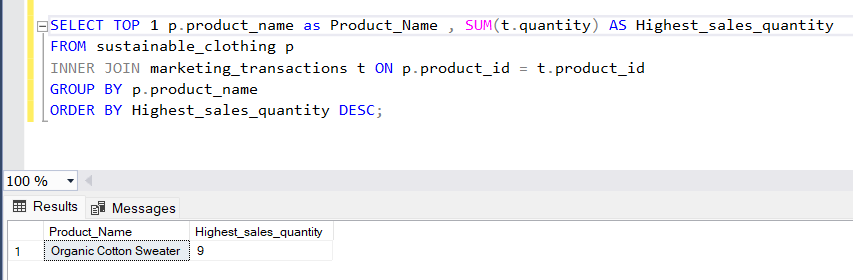 SELECT TOP 1 p.product_name as Product_Name , SUM(t.quantity) AS Highest_sales_quantity
FROM sustainable_clothing p
INNER JOIN marketing_transactions t ON p.product_id = t.product_id
GROUP BY p.product_name
ORDER BY Highest_sales_quantity DESC;
100 %
Results Messages
Product_Name Highest_sales_quantity
1 Organic Cotton Sweater 9